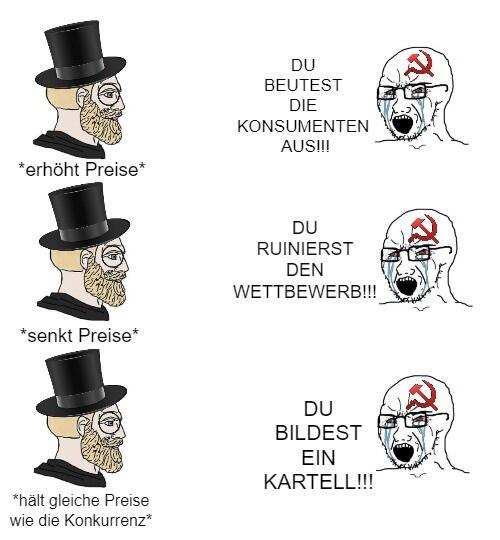 DU
BEUTEST
DIE
KONSUMENTEN
AUS!!!
*erhöht Preise*
DU
RUINIERST
DEN
WETTBEWERB!!!
*senkt Preise*
DU
BILDEST
EIN
KARTELL!!!
*hält gleiche Preise
wie die Konkurrenz*